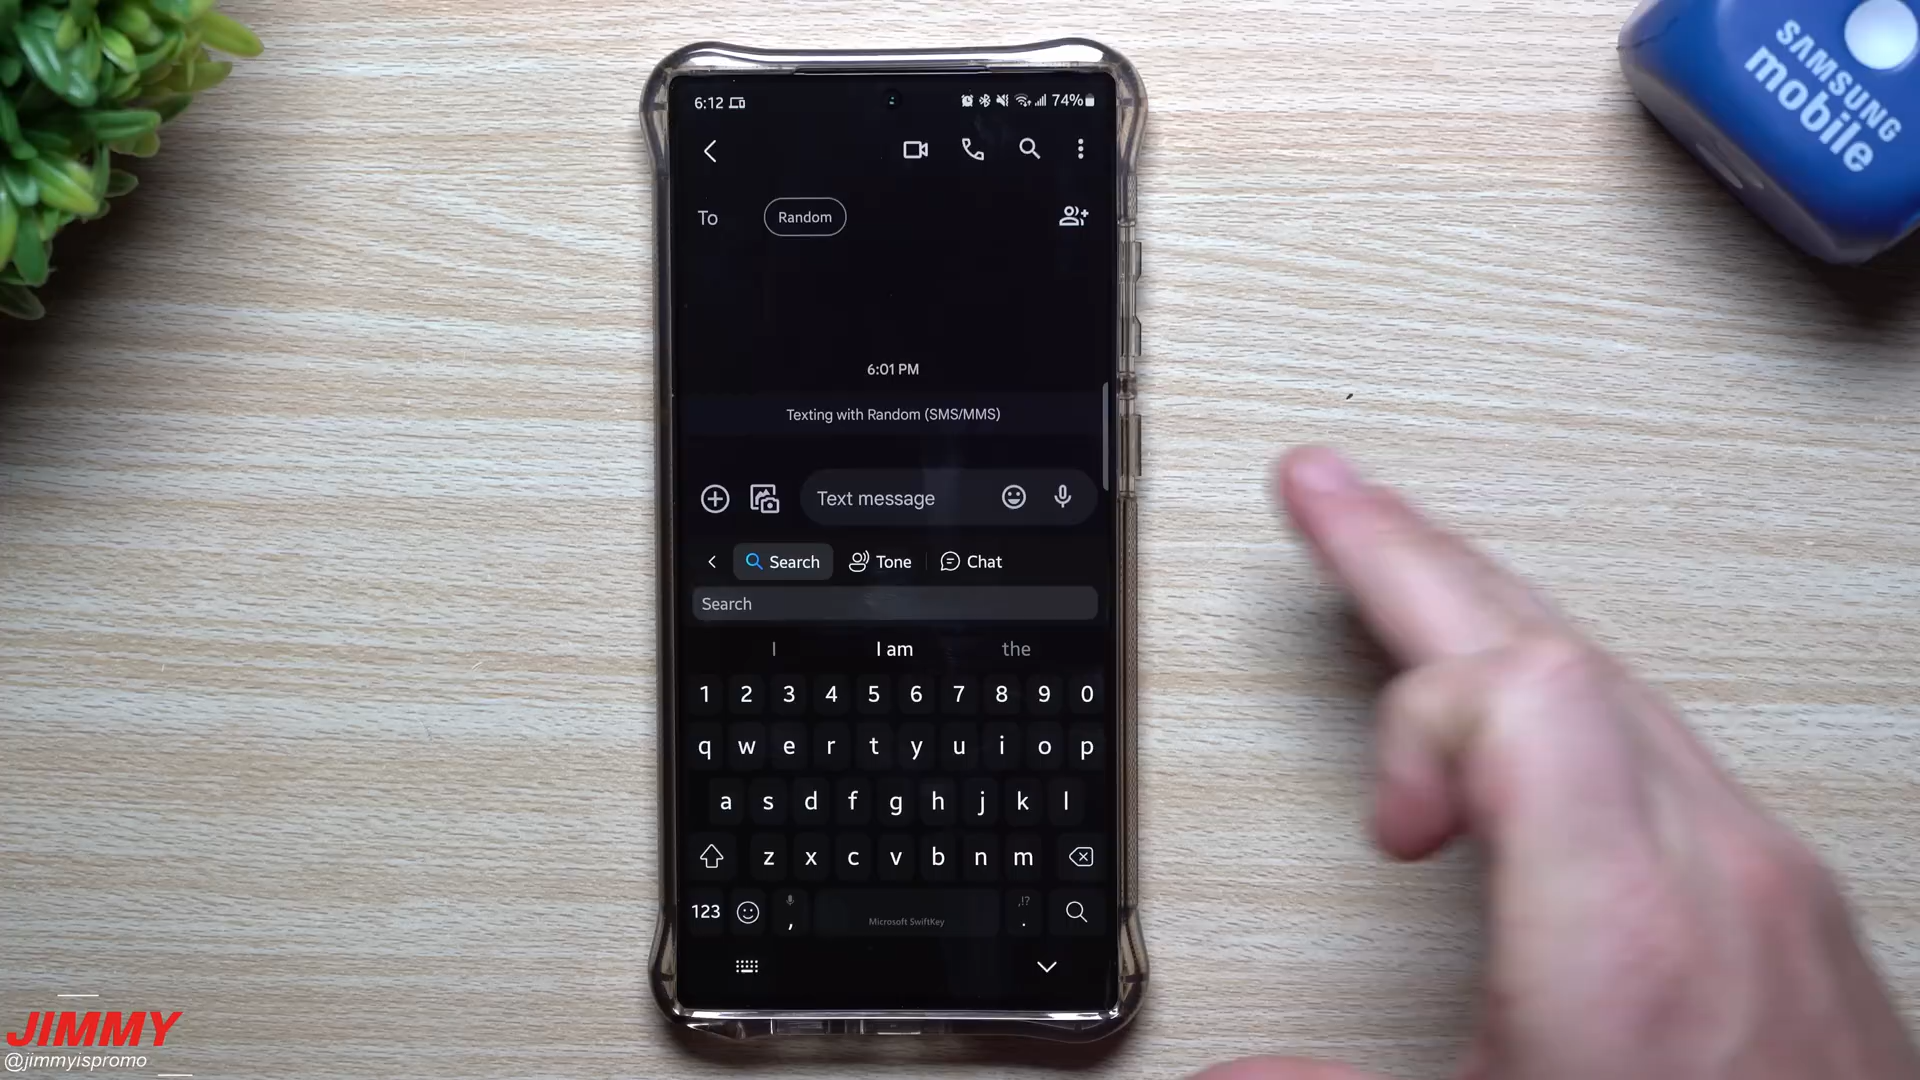 SAMSUNG
mobile
6:12
74%
To
Random
6:01 PM
Texting with Random (SMS/MMS)
Text message
Search
Tone
Chat
Search
I
I am
the
1 2 3 4 5 6 7 8 9 0
q w e r t y u i o p
a s d f g h j k l
z x c v b n m
123
,
Microsoft SwiftKey
,!?
.
JIMMY
@jimmyispromo